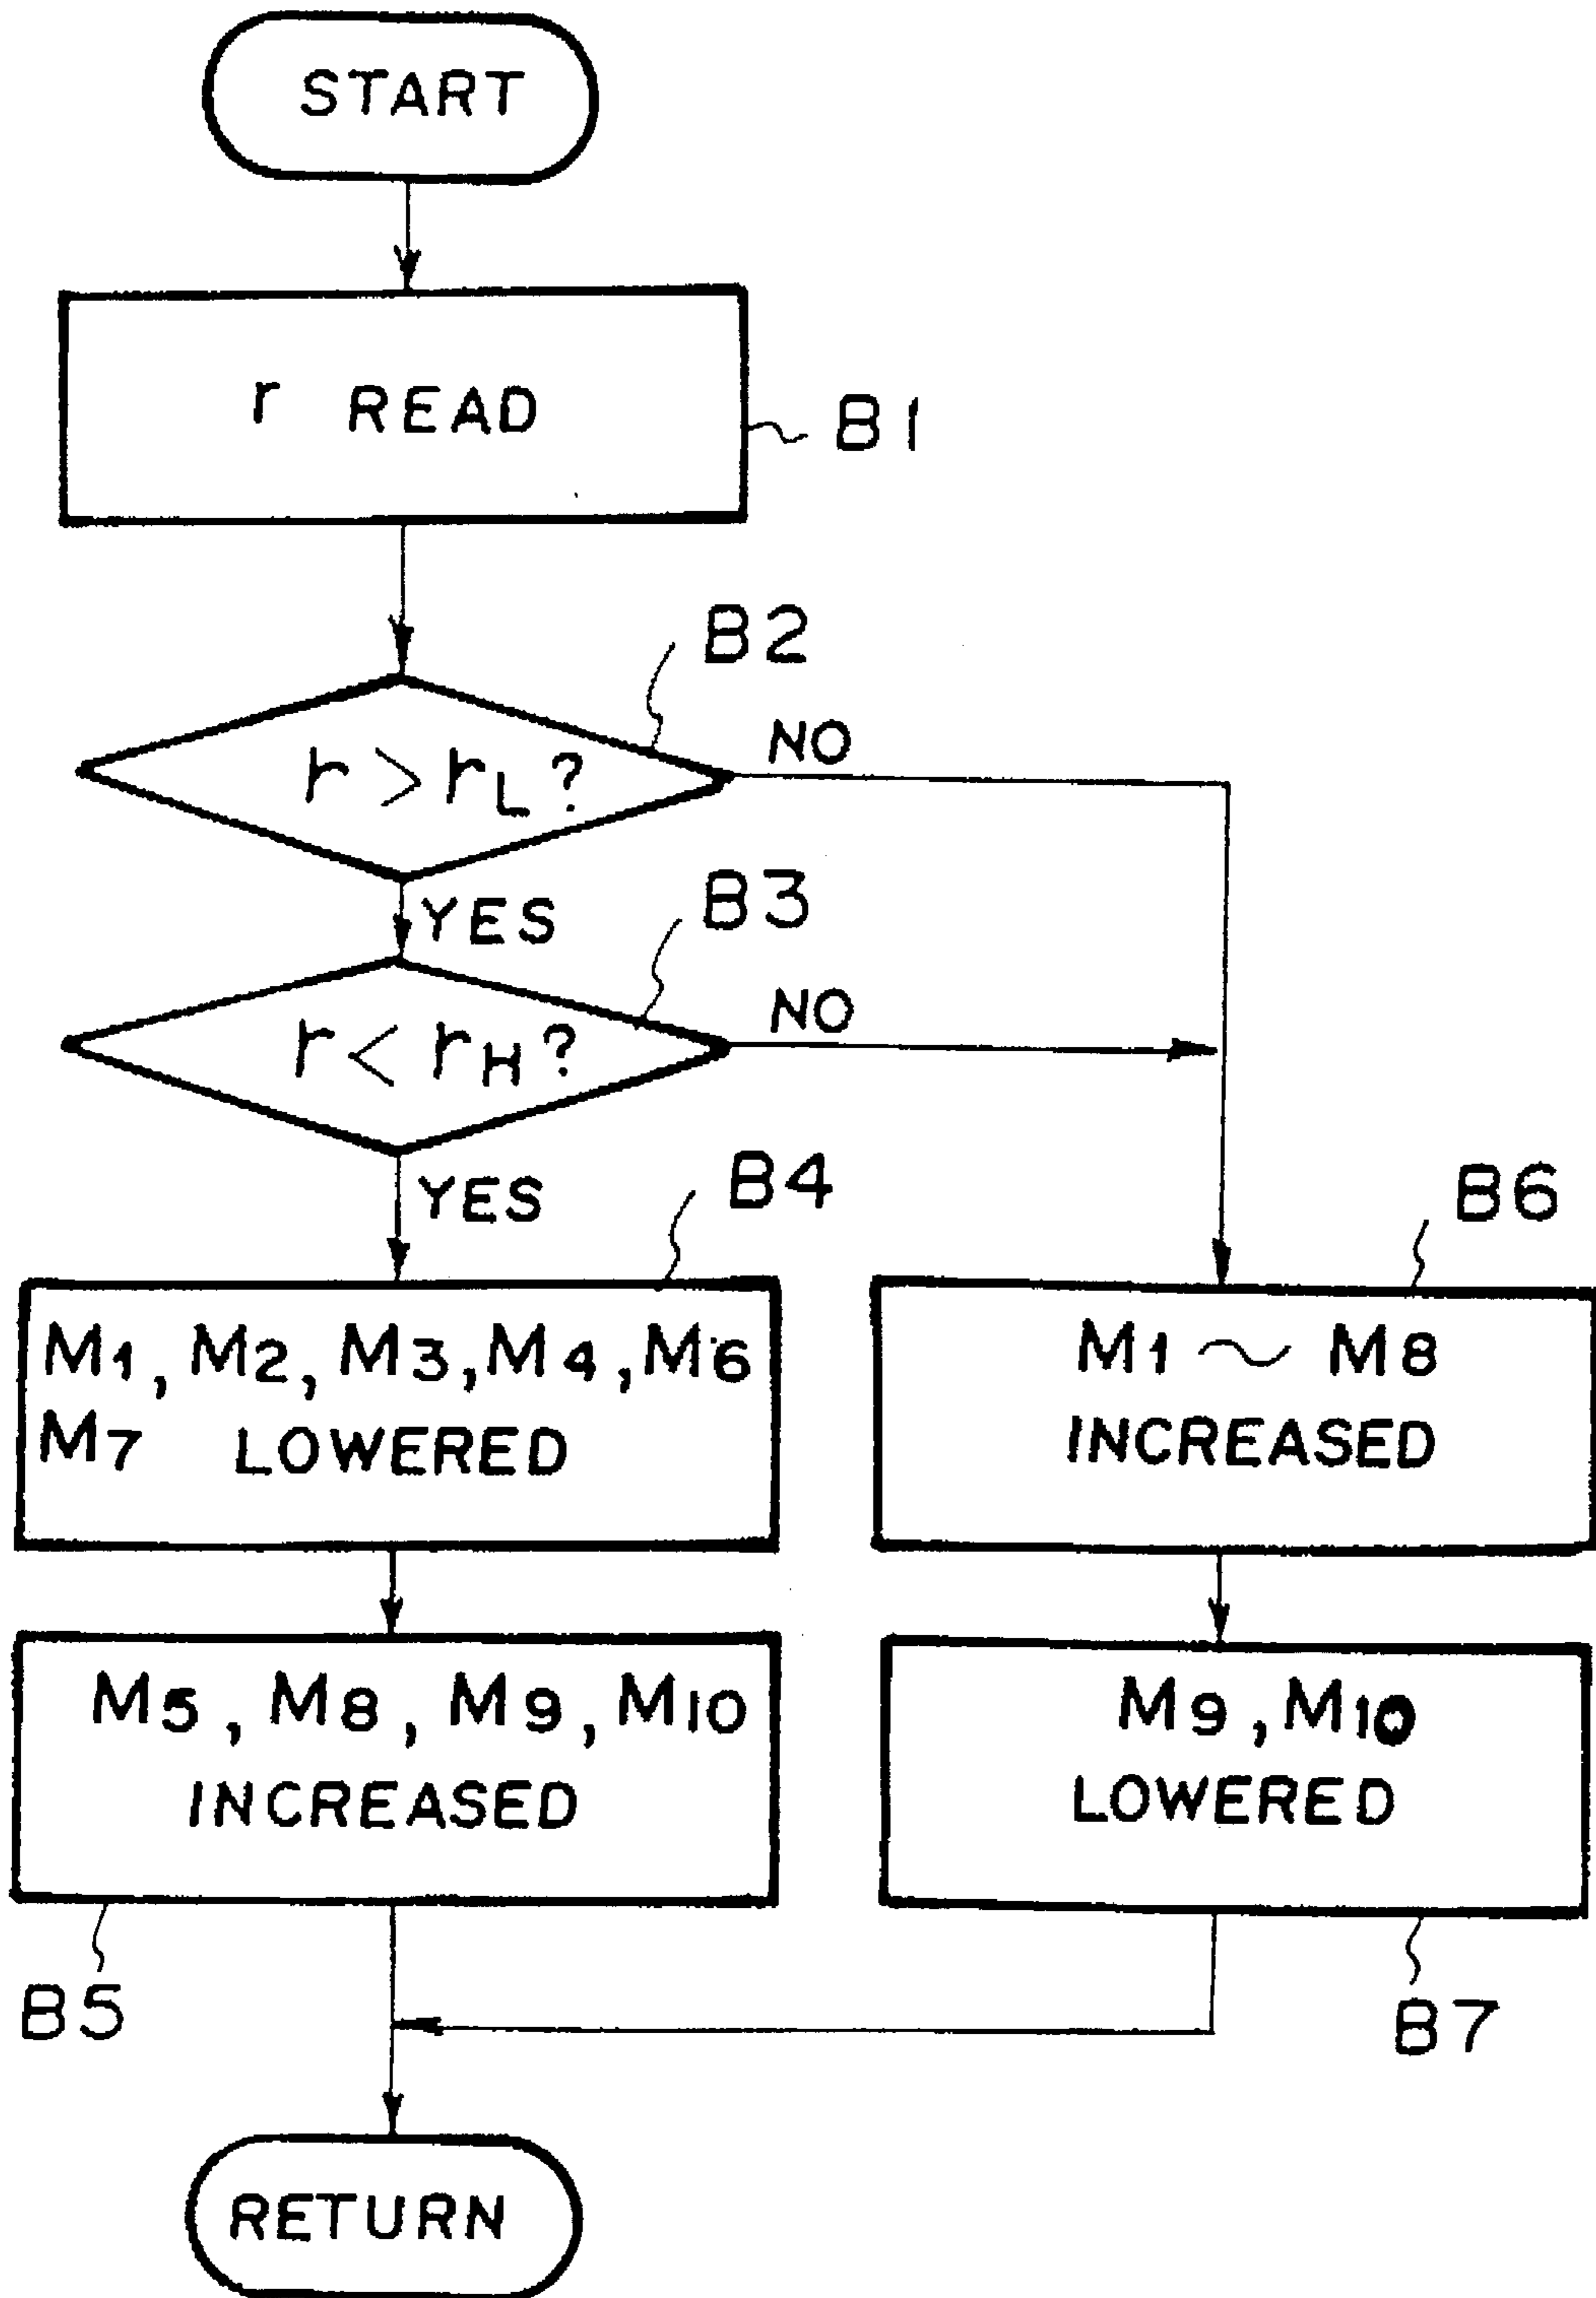 START
r READ
B1
B2
r > rL ?
NO
YES
B3
r < rH ?
NO
YES
B4
M1, M2, M3, M4, M6
M7 LOWERED
B6
M1 ~ M8
INCREASED
M5, M8, M9, M10
INCREASED
B5
M9, M10
LOWERED
B7
RETURN